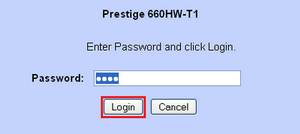 Prestige 660HW-T1
Enter Password and click Login.
Password: ••••
Login Cancel